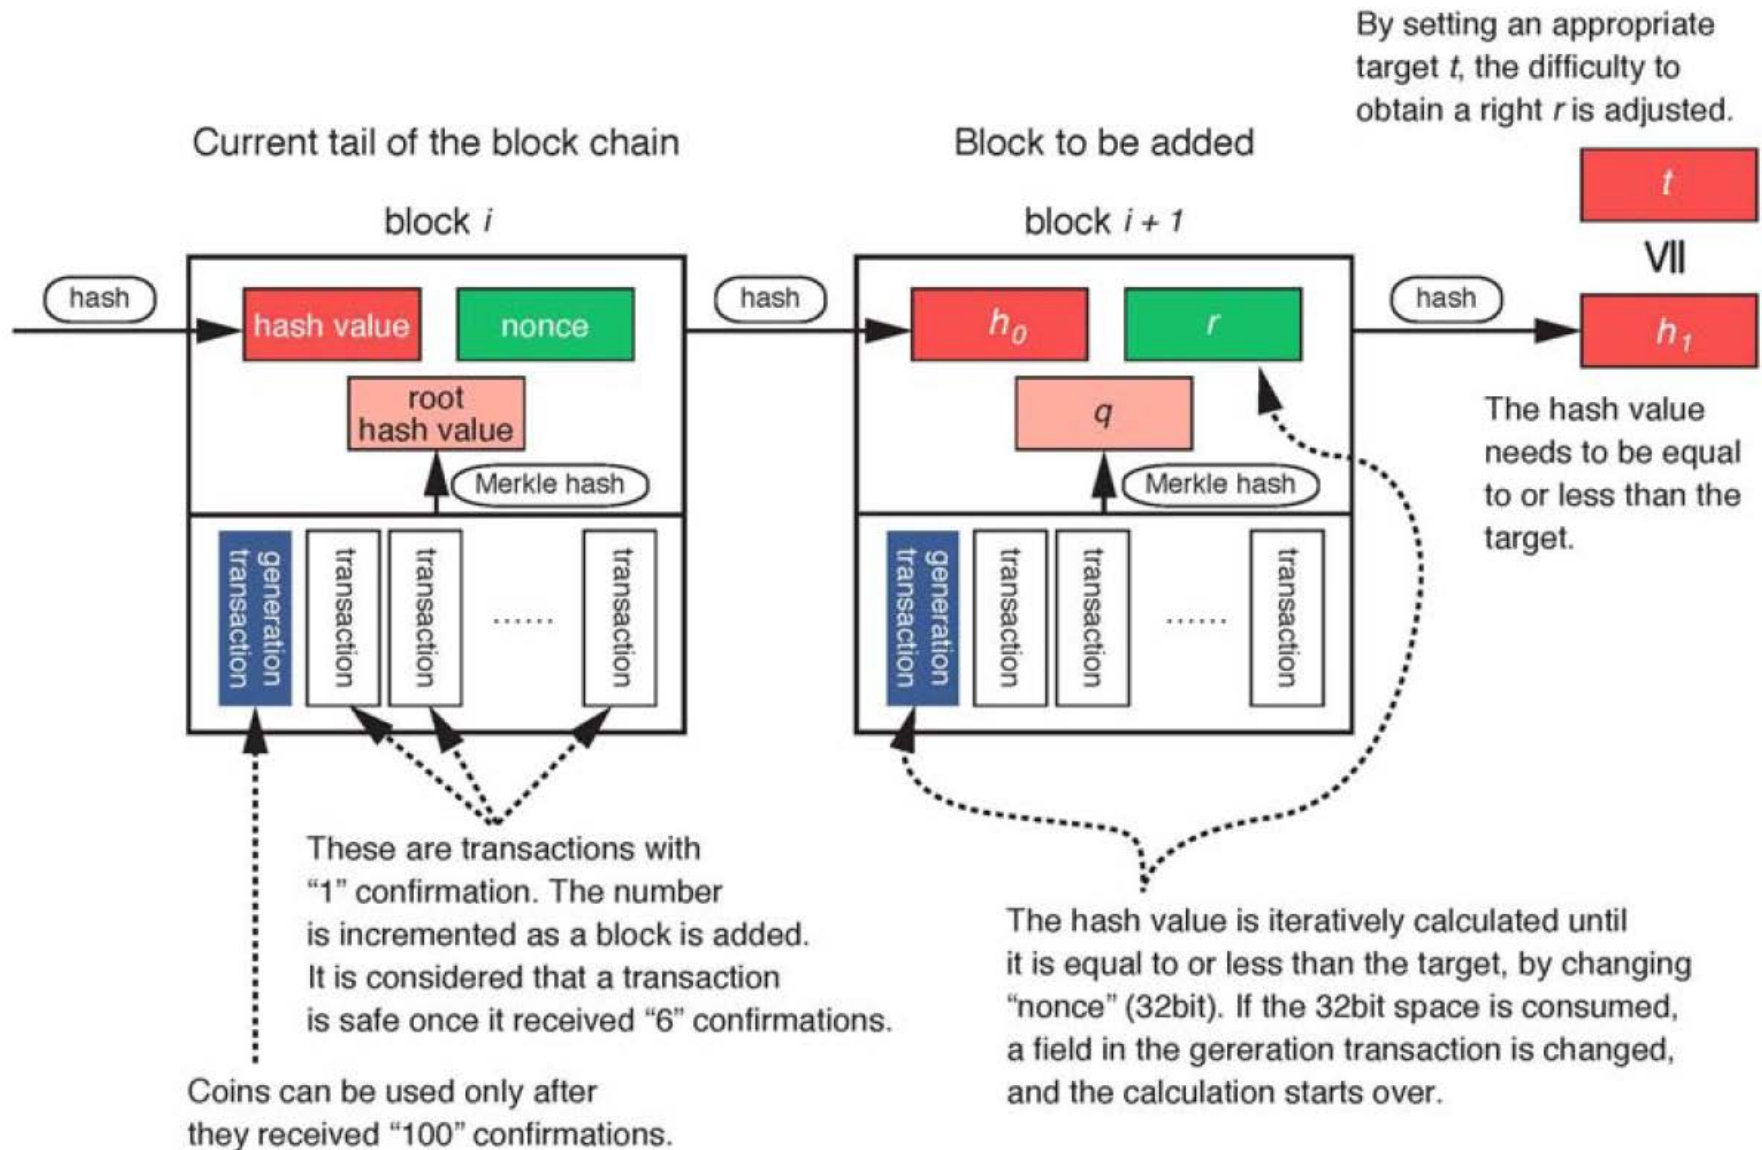 By setting an appropriate
target t, the difficulty to
obtain a right r is adjusted.
Current tail of the block chain
Block to be added
block i
block i + 1
t
VII
hash
hash value
nonce
hash
h0
r
hash
h1
root
hash value
q
Merkle hash
Merkle hash
The hash value
needs to be equal
to or less than the
target.
generation
transaction
transaction
transaction
......
transaction
generation
transaction
transaction
transaction
......
transaction
These are transactions with
“1” confirmation. The number
is incremented as a block is added.
It is considered that a transaction
is safe once it received “6” confirmations.
Coins can be used only after
they received “100” confirmations.
The hash value is iteratively calculated until
it is equal to or less than the target, by changing
“nonce” (32bit). If the 32bit space is consumed,
a field in the gereration transaction is changed,
and the calculation starts over.